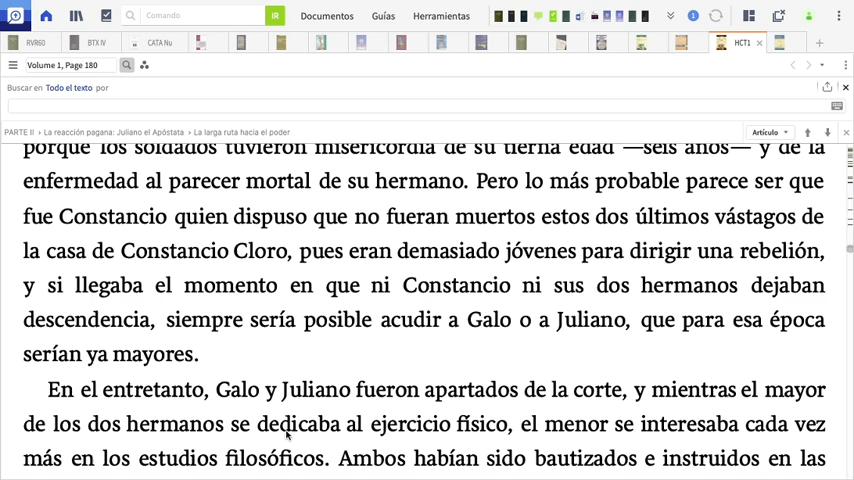 Comando
IR
Documentos
Guías
Herramientas
1
RVR60
BTX IV
CATA Nu
HCT1
Volume 1, Page 180
Buscar en Todo el texto por
PARTE II › La reacción pagana: Juliano el Apóstata › La larga ruta hacia el poder
Artículo
porque los soldados tuvieron misericordia de su tierna edad —seis años— y de la
enfermedad al parecer mortal de su hermano. Pero lo más probable parece ser que
fue Constancio quien dispuso que no fueran muertos estos dos últimos vástagos de
la casa de Constancio Cloro, pues eran demasiado jóvenes para dirigir una rebelión,
y si llegaba el momento en que ni Constancio ni sus dos hermanos dejaban
descendencia, siempre sería posible acudir a Galo o a Juliano, que para esa época
serían ya mayores.
En el entretanto, Galo y Juliano fueron apartados de la corte, y mientras el mayor
de los dos hermanos se dedicaba al ejercicio físico, el menor se interesaba cada vez
más en los estudios filosóficos. Ambos habían sido bautizados e instruidos en las